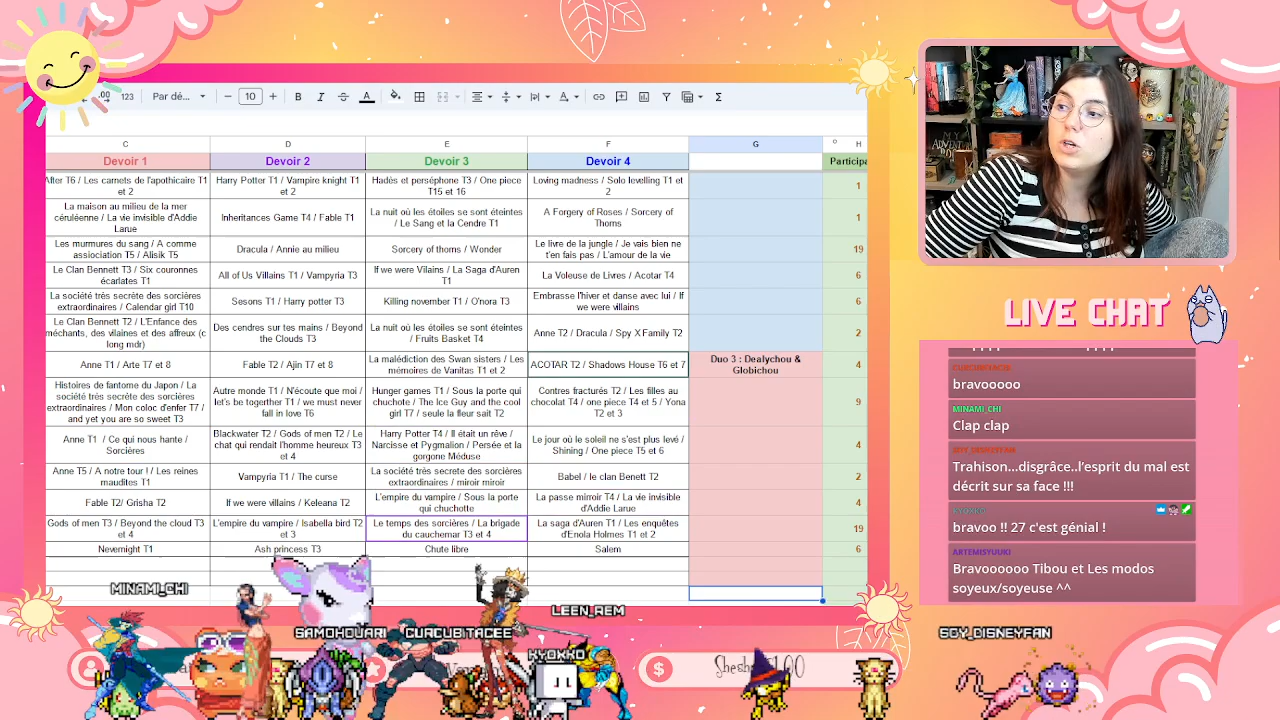 .00
123
Par dé...
10
B
I
A
Σ
C
D
E
F
G
H
Devoir 1
Devoir 2
Devoir 3
Devoir 4
Participa
After T6 / Les carnets de l'apothicaire T1
et 2
Harry Potter T1 / Vampire knight T1
et 2
Hadès et perséphone T3 / One piece
T15 et 16
Loving madness / Solo levelling T1 et
2
1
La maison au milieu de la mer
céruléenne / La vie invisible d'Addie
Larue
Inheritances Game T4 / Fable T1
La nuit où les étoiles se sont éteintes
/ Le Sang et la Cendre T1
A Forgery of Roses / Sorcery of
Thoms
1
Les murmures du sang / A comme
assiociation T5 / Alisik T5
Dracula / Annie au milieu
Sorcery of thoms / Wonder
Le livre de la jungle / Je vais bien ne
t'en fais pas / L'amour de la vie
19
Le Clan Bennett T3 / Six couronnes
écarlates T1
All of Us Villains T1 / Vampyria T3
If we were Vilains / La Saga d'Auren
T1
La Voleuse de Livres / Acotar T4
6
La société très secrète des sorcières
extraordinaires / Calendar girl T10
Sesons T1 / Harry potter T3
Killing november T1 / O'nora T3
Embrasse l'hiver et danse avec lui / If
we were villains
6
Le Clan Bennett T2 / L'Enfance des
méchants, des vilaines et des affreux (c
long mdr)
Des cendres sur tes mains / Beyond
the Clouds T3
La nuit où les étoiles se sont éteintes
/ Fruits Basket T4
Anne T2 / Dracula / Spy X Family T2
2
Anne T1 / Arte T7 et 8
Fable T2 / Ajin T7 et 8
La malédiction des Swan sisters / Les
mémoires de Vanitas T1 et 2
ACOTAR T2 / Shadows House T6 et 7
Duo 3 : Dealychou &
Globichou
4
Histoires de fantome du Japon / La
société trés secréte des sorcières
extraordinaires / Mon coloc d'enfer T7 /
and yet you are so sweet T3
Autre monde T1 / N'écoute que moi /
let's be togerther T1 / we must never
fall in love T6
Hunger games T1 / Sous la porte qui
chuchote / The Ice Guy and the cool
girl T7 / seule la fleur sait T2
Contres fracturés T2 / Les filles au
chocolat T4 / one piece T4 et 5 / Yona
T2 et 3
9
Anne T1 / Ce qui nous hante /
Sorcières
Blackwater T2 / Gods of men T2 / Le
chat qui rendait l'homme heureux T3
et 4
Harry Potter T4 / Il était un rêve /
Narcisse et Pygmalion / Persée et la
gorgone Méduse
Le jour où le soleil ne s'est plus levé /
Shining / One piece T5 et 6
4
Anne T5 / A notre tour ! / Les reines
maudites T1
Vampyria T1 / The curse
La société très secrete des sorcières
extraordinaires / miroir miroir
Babel / le clan Benett T2
2
Fable T2/ Grisha T2
If we were villains / Keleana T2
L'empire du vampire / Sous la porte
qui chuchotte
La passe mirroir T4 / La vie invisible
d'Addie Larue
4
Gods of men T3 / Beyond the cloud T3
et 4
L'empire du vampire / Isabella bird T2
et 3
Le temps des sorcières / La brigade
du cauchemar T3 et 4
La saga d'Auren T1 / Les enquêtes
d'Enola Holmes T1 et 2
19
Nevernight T1
Ash princess T3
Chute libre
Salem
6
MY
ADVENTURE
BOOK
LIVE CHAT
CURCUBITACEE
bravooooo
MINAMI_CHI
Clap clap
SOY_DISNEYFAN
Trahison...disgrâce..l'esprit du mal est
décrit sur sa face !!!
KYOKKO
bravoo !! 27 c'est génial !
ARTEMISYUUKI
Bravoooooo Tibou et Les modos
soyeux/soyeuse ^^
MINAMI_CHI
SAMOHOUARI
CURCUBITACEE
LEEN_REM
KYOKKO
SOY_DISNEYFAN
$